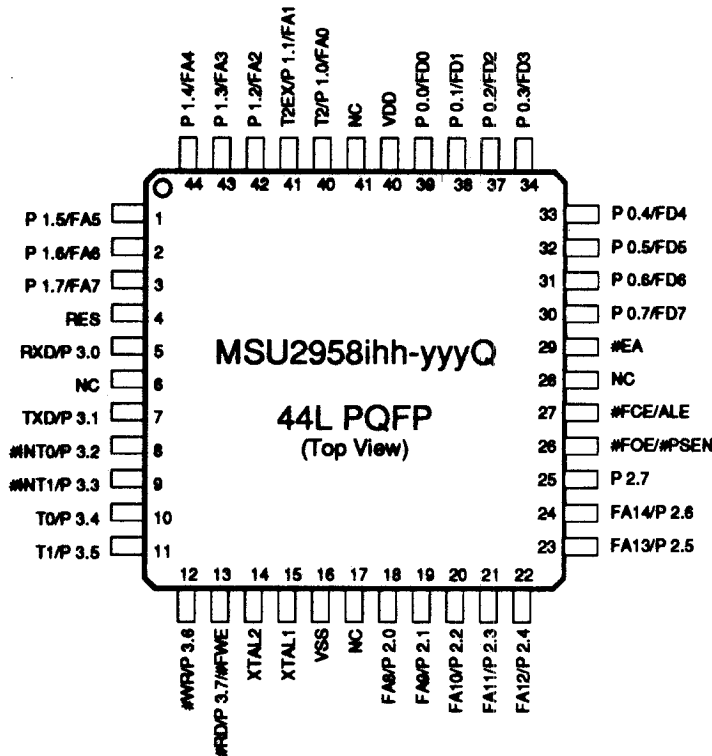 P 1.4/FA4
P 1.3/FA3
P 1.2/FA2
T2EX/P 1.1/FA1
T2/P 1.0/FA0
NC
VDD
P 0.0/FD0
P 0.1/FD1
P 0.2/FD2
P 0.3/FD3
44 43 42 41 40 41 40 39 38 37 34
P 1.5/FA5 1
P 1.6/FA6 2
P 1.7/FA7 3
RES 4
RXD/P 3.0 5
NC 6
TXD/P 3.1 7
#INT0/P 3.2 8
#INT1/P 3.3 9
T0/P 3.4 10
T1/P 3.5 11
MSU2958ihh-yyyQ
44L PQFP
(Top View)
33 P 0.4/FD4
32 P 0.5/FD5
31 P 0.6/FD6
30 P 0.7/FD7
29 #EA
28 NC
27 #FCE/ALE
26 #FOE/#PSEN
25 P 2.7
24 FA14/P 2.6
23 FA13/P 2.5
12 13 14 15 16 17 18 19 20 21 22
#WR/P 3.6
#RD/P 3.7/#FWE
XTAL2
XTAL1
VSS
NC
FA8/P 2.0
FA9/P 2.1
FA10/P 2.2
FA11/P 2.3
FA12/P 2.4